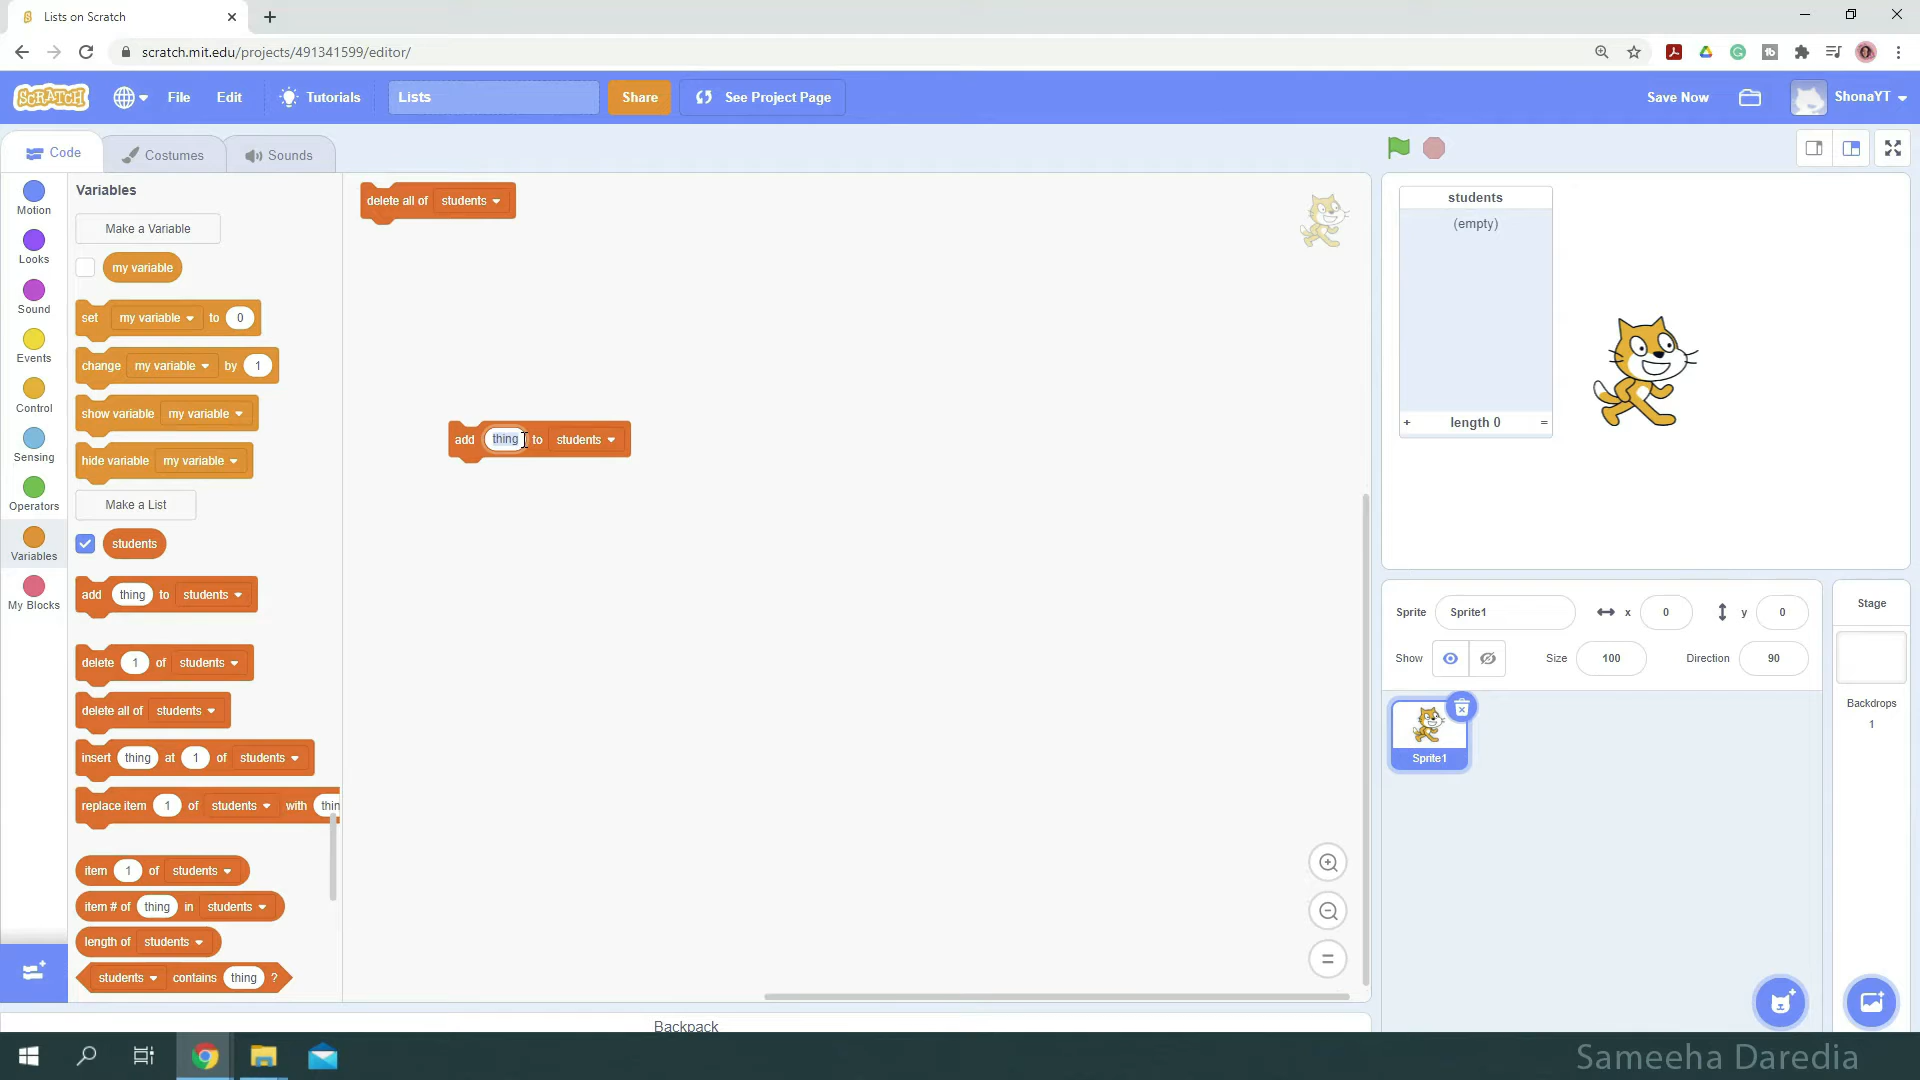 Lists on Scratch
scratch.mit.edu/projects/491341599/editor/
SCRATCH
File
Edit
Tutorials
Lists
Share
See Project Page
Save Now
ShonaYT
Code
Costumes
Sounds
Motion
Looks
Sound
Events
Control
Sensing
Operators
Variables
My Blocks
Variables
Make a Variable
my variable
set my variable to 0
change my variable by 1
show variable my variable
hide variable my variable
Make a List
students
add thing to students
delete 1 of students
delete all of students
insert thing at 1 of students
replace item 1 of students with thin
item 1 of students
item # of thing in students
length of students
students contains thing ?
delete all of students
add thing to students
Backpack
students
(empty)
+ length 0 =
Sprite
Sprite1
x 0
y 0
Show
Size 100
Direction 90
Sprite1
Stage
Backdrops
1
Sameeha Daredia